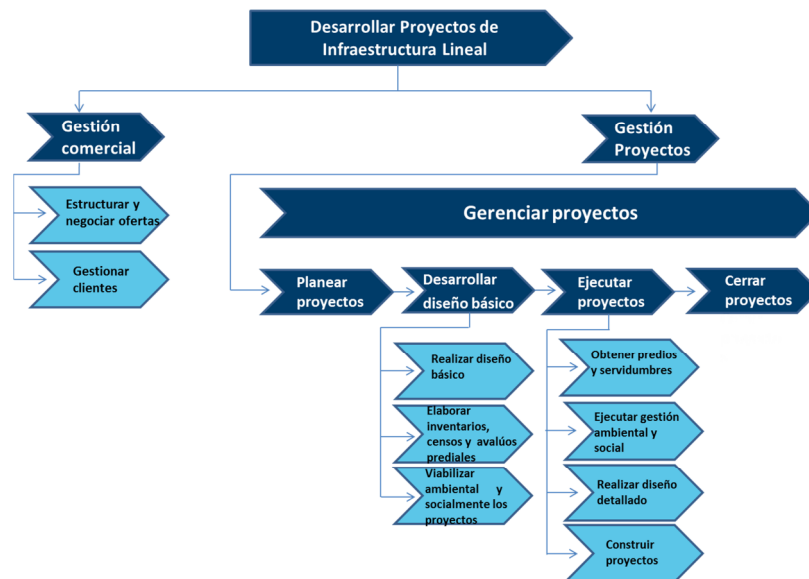 Desarrollar Proyectos de
Infraestructura Lineal
Gestión
comercial
Gestión
Proyectos
Estructurar y
negociar ofertas
Gestionar
clientes
Gerenciar proyectos
Planear
proyectos
Desarrollar
diseño básico
Ejecutar
proyectos
Cerrar
proyectos
Realizar diseño
básico
Elaborar
inventarios,
censos y avalúos
prediales
Viabilizar
ambiental y
socialmente los
proyectos
Obtener predios
y servidumbres
Ejecutar gestión
ambiental y
social
Realizar diseño
detallado
Construir
proyectos